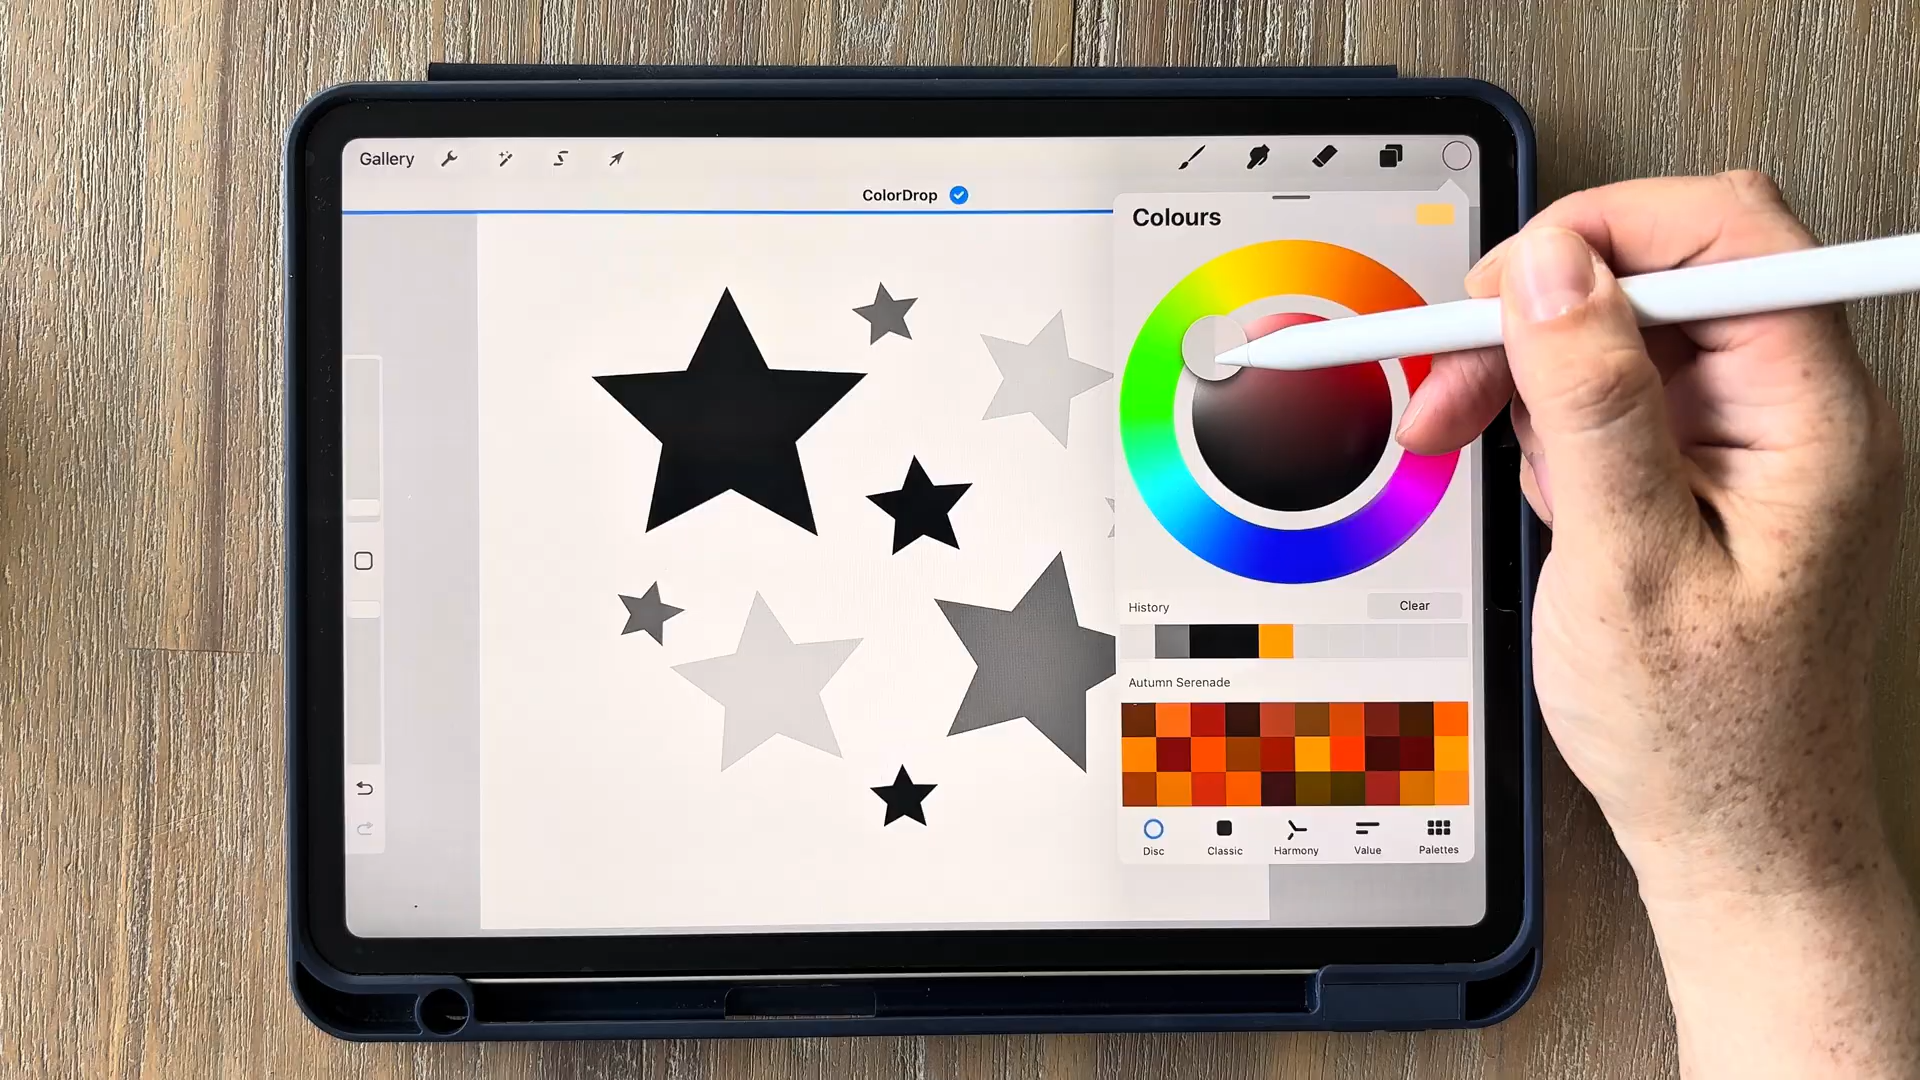 Gallery
ColorDrop
Colours
History
Clear
Autumn Serenade
Disc
Classic
Harmony
Value
Palettes